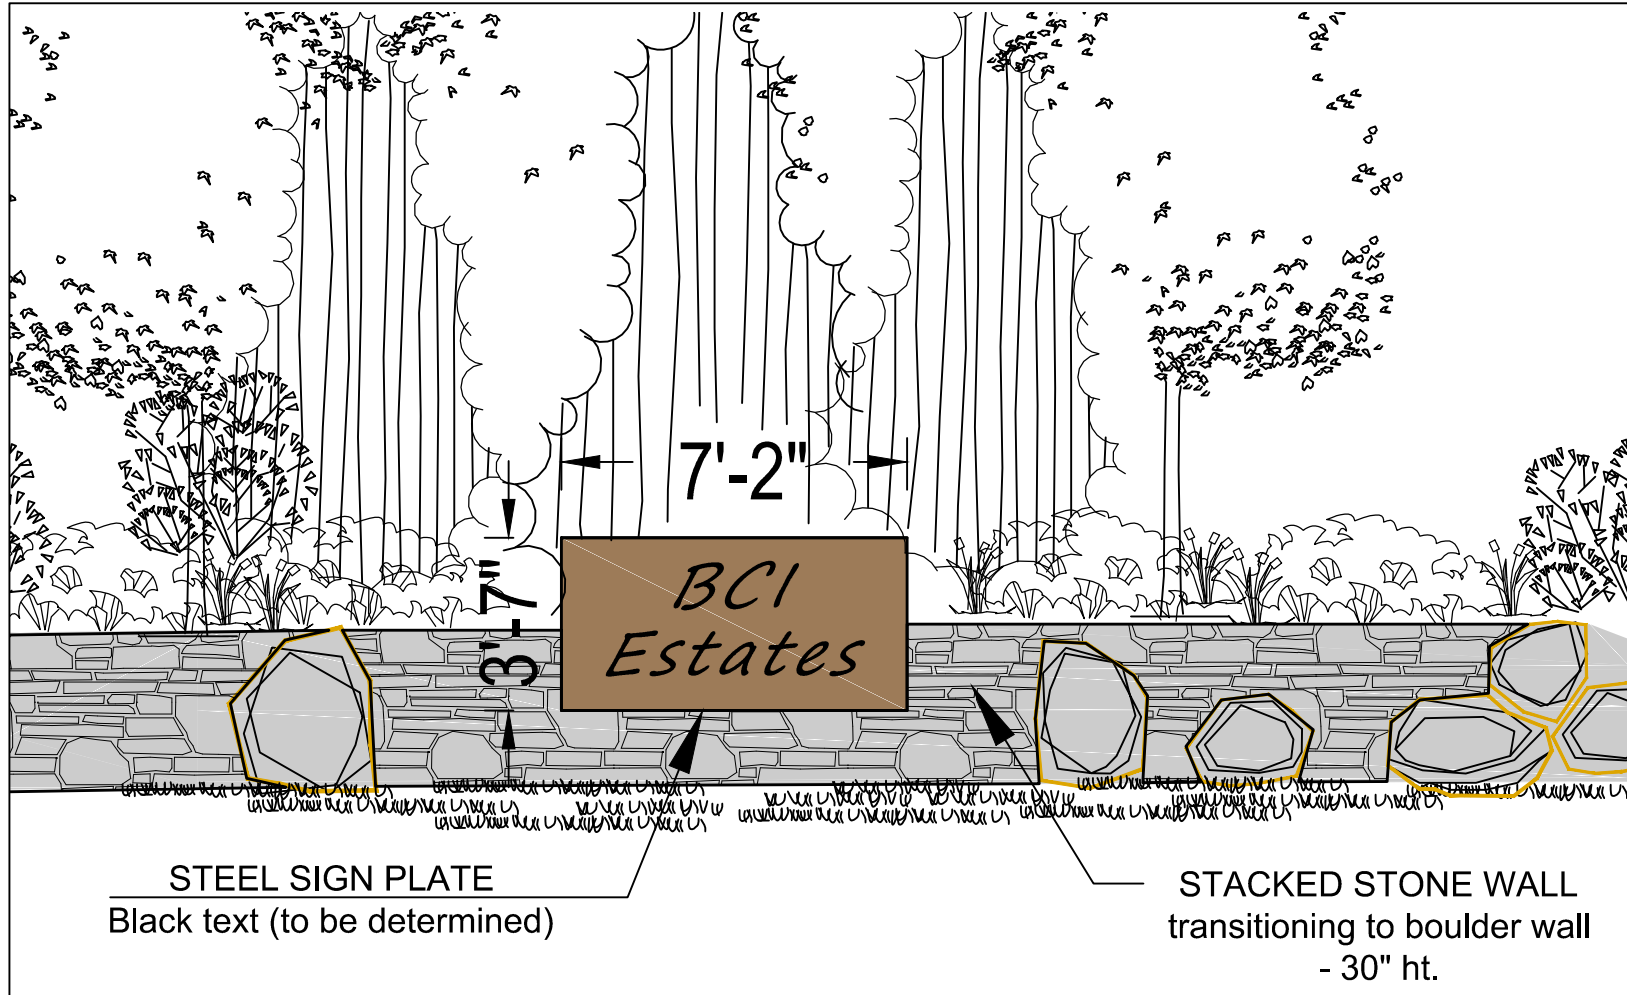 7'-2"
3'-7"
BCI
Estates
STEEL SIGN PLATE
Black text (to be determined)
STACKED STONE WALL
transitioning to boulder wall
- 30" ht.